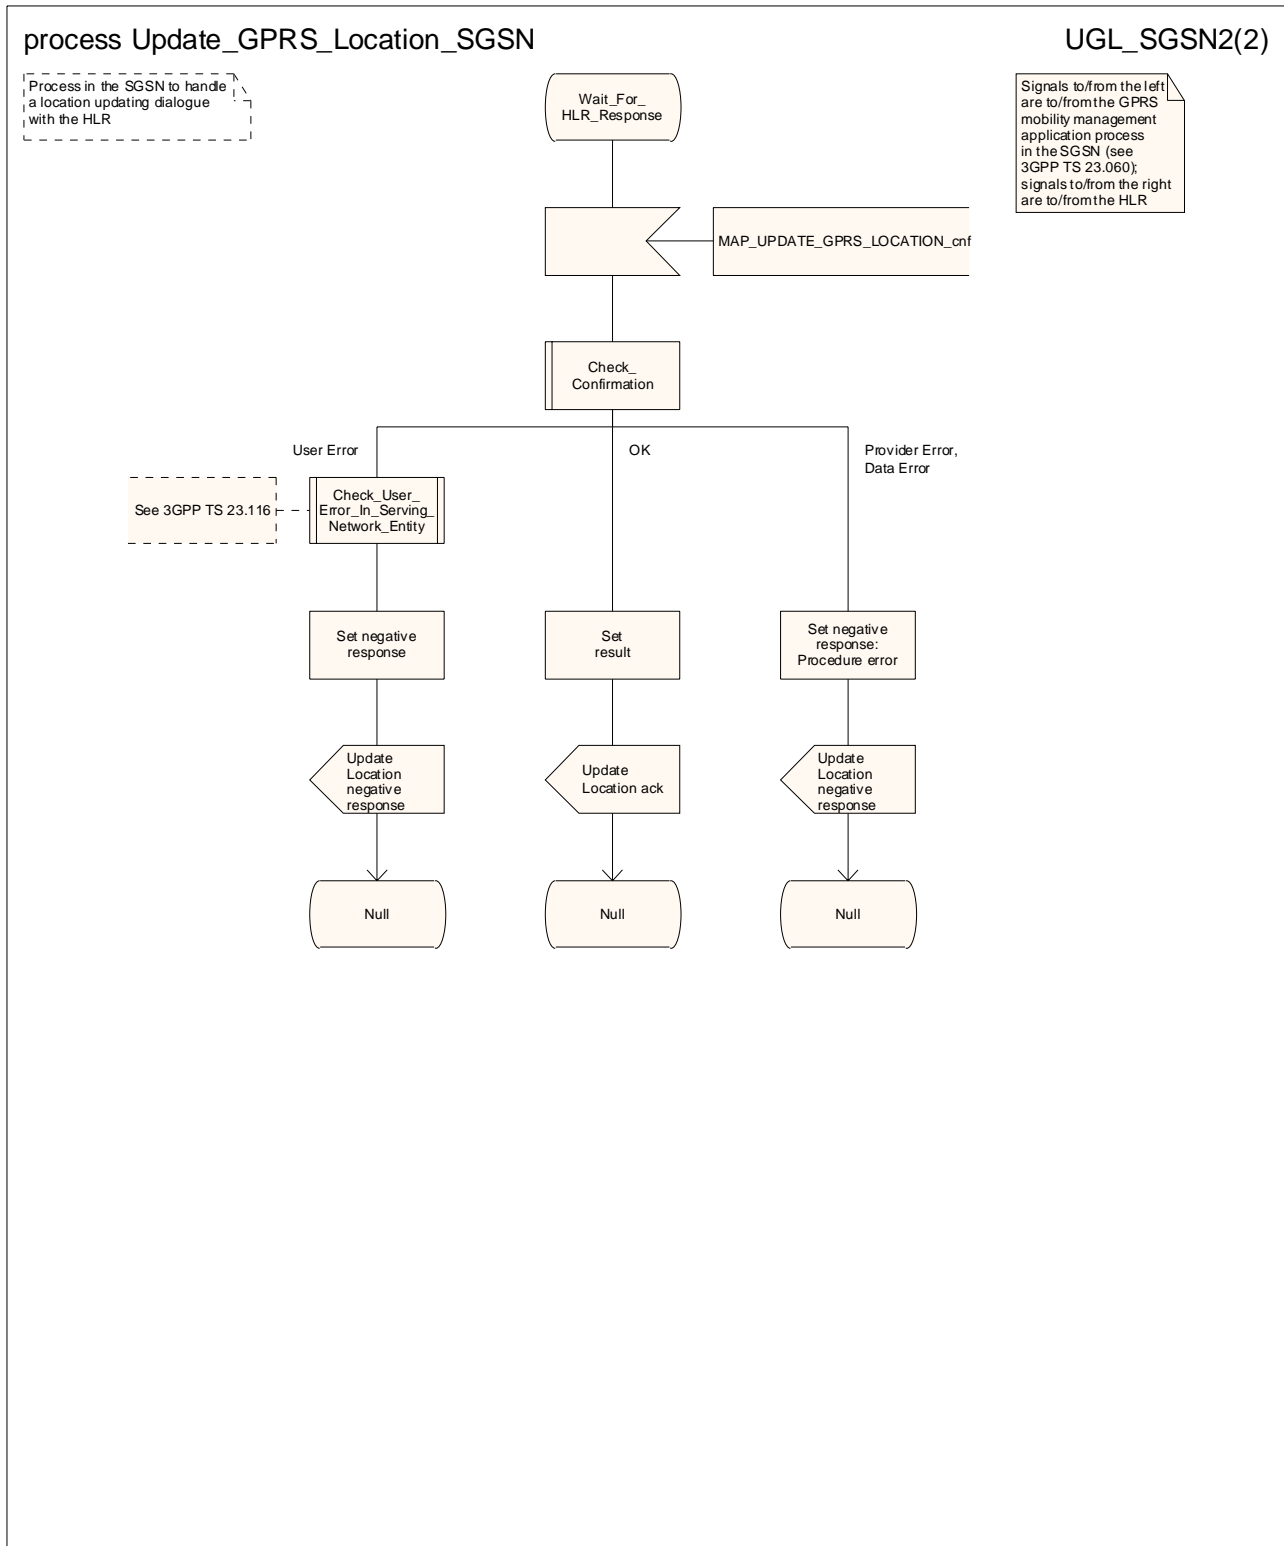 process Update_GPRS_Location_SGSN
UGL_SGSN2(2)
Process in the SGSN to handle
a location updating dialogue
with the HLR
Wait_For_
HLR_Response
Signals to/from the left
are to/from the GPRS
mobility management
application process
in the SGSN (see
3GPP TS 23.060);
signals to/from the right
are to/from the HLR
MAP_UPDATE_GPRS_LOCATION_cnf
Check_
Confirmation
User Error
OK
Provider Error,
Data Error
See 3GPP TS 23.116
Check_User_
Error_In_Serving_
Network_Entity
Set negative
response
Set
result
Set negative
response:
Procedure error
Update
Location
negative
response
Update
Location ack
Update
Location
negative
response
Null
Null
Null